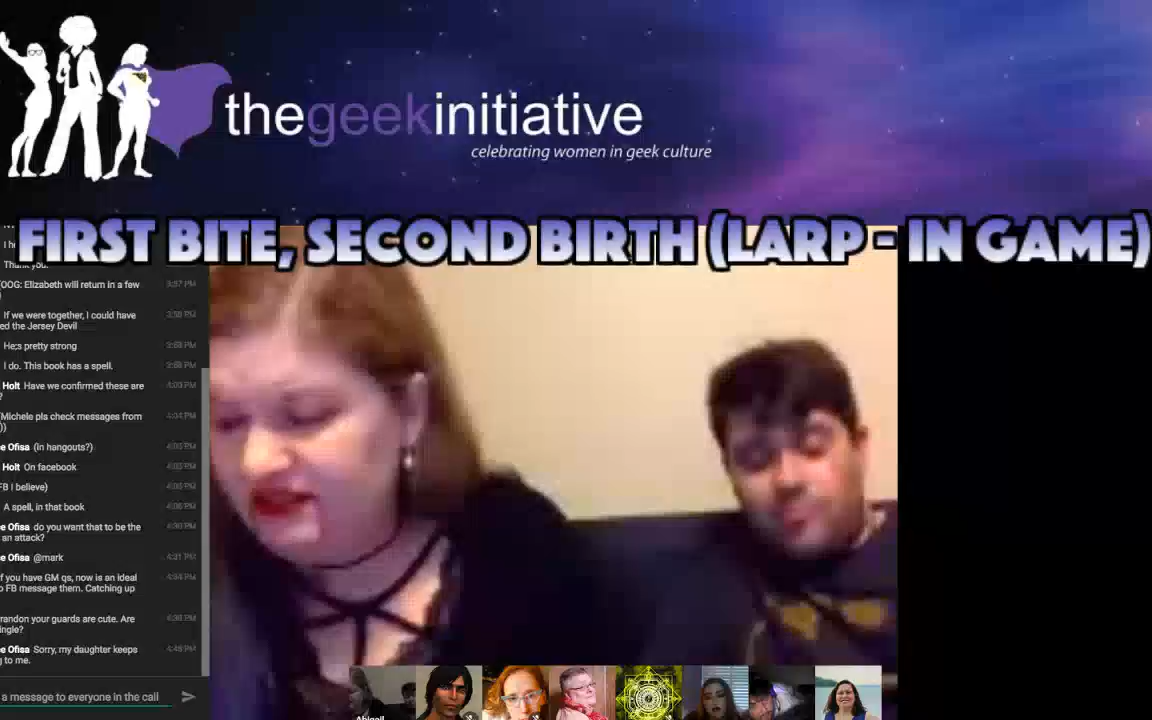 thegeekinitiative
celebrating women in geek culture
FIRST BITE, SECOND BIRTH (LARP - IN GAME)
Thank you.
OOG: Elizabeth will return in a few
3:57 PM
If we were together, I could have
3:58 PM
ed the Jersey Devil
He;s pretty strong
3:58 PM
I do. This book has a spell.
3:58 PM
Holt Have we confirmed these are
4:03 PM
?
Michele pls check messages from
4:04 PM
))
e Ofisa (in hangouts?)
4:05 PM
Holt On facebook
4:05 PM
FB I believe)
4:05 PM
A spell, in that book
4:06 PM
e Ofisa do you want that to be the
4:30 PM
an attack?
e Ofisa @mark
4:31 PM
f you have GM qs, now is an ideal
4:34 PM
o FB message them. Catching up
randon your guards are cute. Are
ingle?
e Ofisa Sorry, my daughter keeps
4:48 PM
g to me.
a message to everyone in the call
Abigail